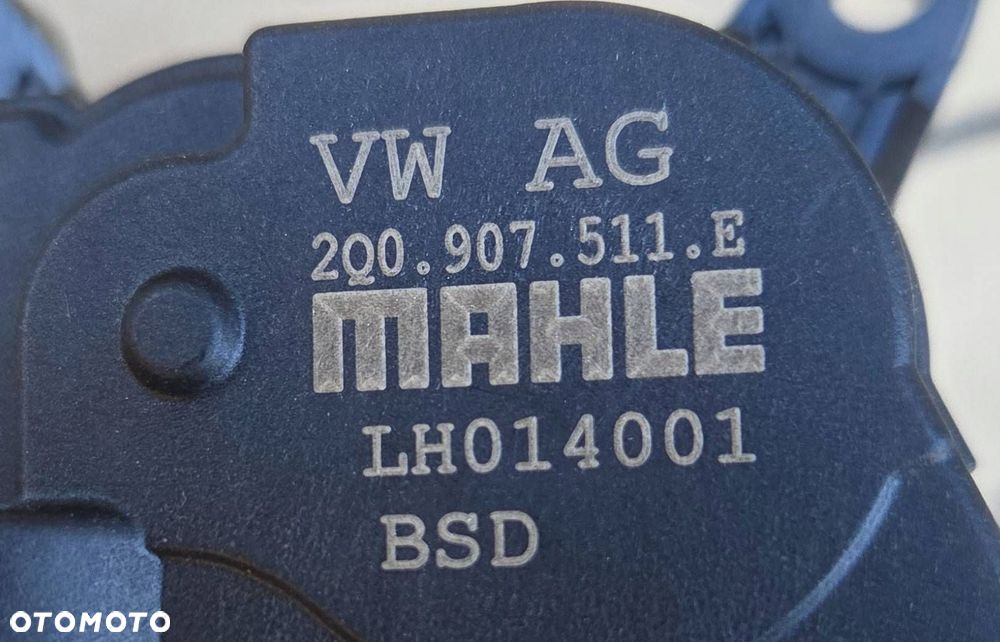 VW AG
2Q0.907.511.E
MAHLE
LH014001
BSD
OTOMOTO